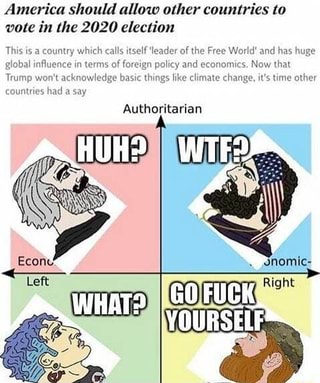 America should allow other countries to
vote in the 2020 election
This is a country which calls itself 'leader of the Free World' and has huge
global influence in terms of foreign policy and economics. Now that
Trump won't acknowledge basic things like climate change, it's time other
countries had a say
Authoritarian
HUH?
WTF?
Econo
onomic-
Left
Right
WHAT?
GO FUCK
YOURSELF